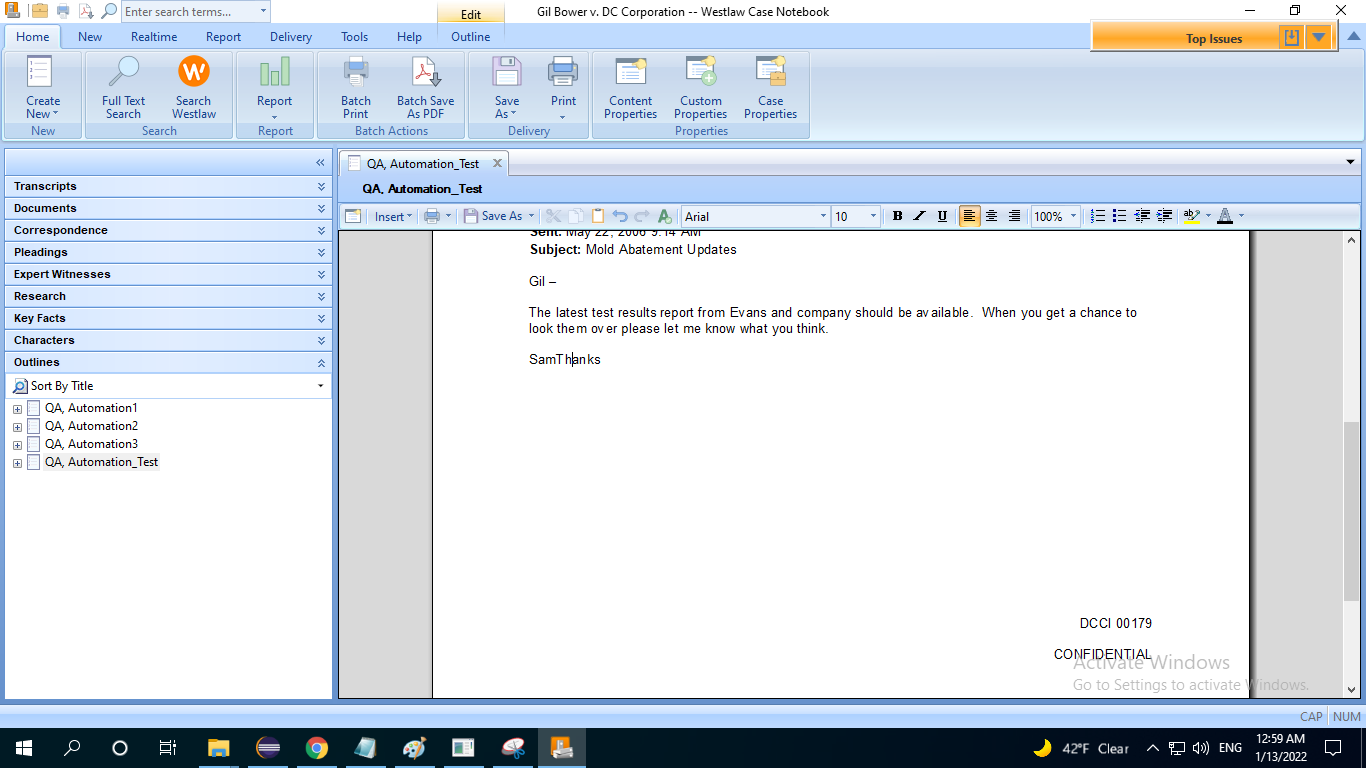 Enter search terms...
Edit
Gil Bower v. DC Corporation -- Westlaw Case Notebook
Home New Realtime Report Delivery Tools Help Outline
Top Issues
Create New
Full Text Search
Search Westlaw
Report
Batch Print
Batch Save As PDF
Save As
Print
Content Properties
Custom Properties
Case Properties
New Search Report Batch Actions Delivery Properties
QA, Automation_Test
QA, Automation_Test
Insert Save As Arial 10 B I U 100% ab
Transcripts
Documents
Correspondence
Pleadings
Expert Witnesses
Research
Key Facts
Characters
Outlines
Sort By Title
QA, Automation1
QA, Automation2
QA, Automation3
QA, Automation_Test
Sent: May 22, 2006 9:14 AM
Subject: Mold Abatement Updates
Gil –
The latest test results report from Evans and company should be available. When you get a chance to
look them over please let me know what you think.
SamThanks
DCCI 00179
CONFIDENTIAL
Activate Windows
Go to Settings to activate Windows.
CAP NUM
42°F Clear
ENG
12:59 AM
1/13/2022